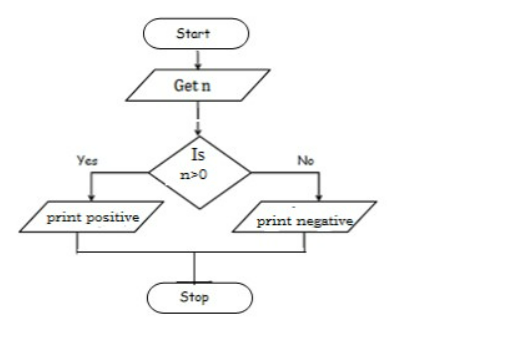 Start
Get n
Is
n>0
Yes
No
print positive
print negative
Stop